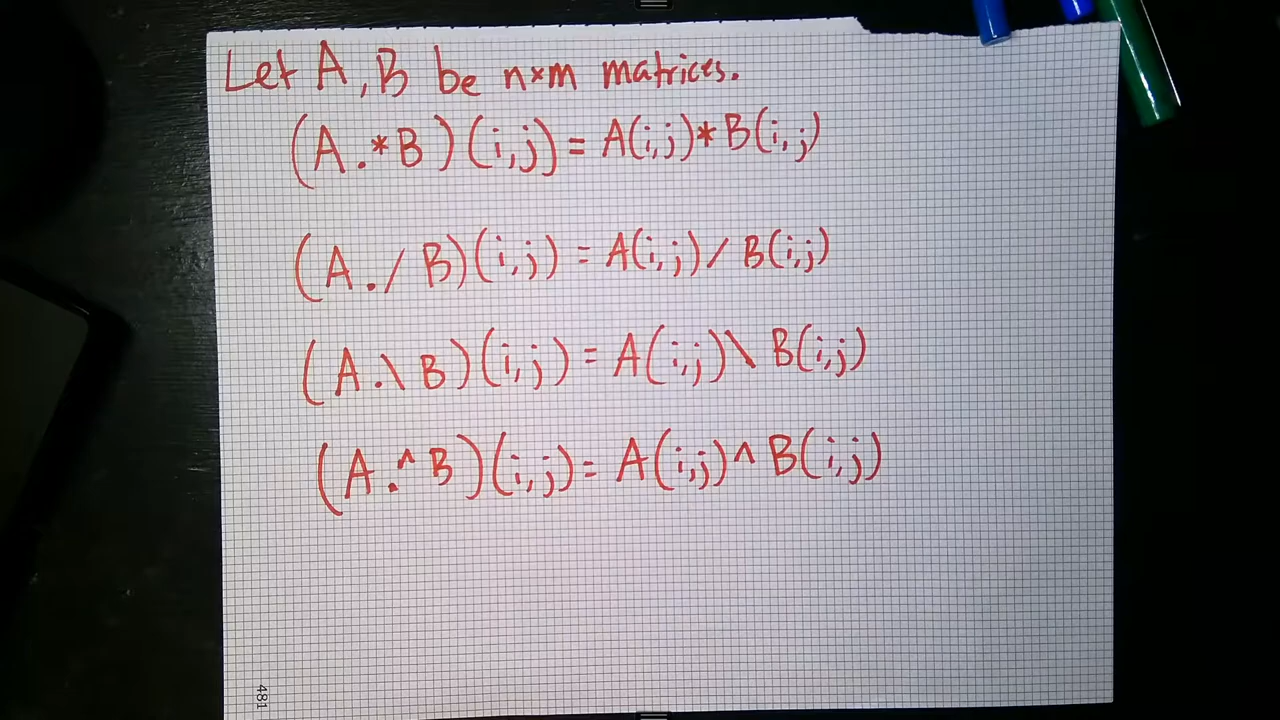 Let A, B be n×m matrices.
(A.*B)(i,j) = A(i,j)*B(i,j)
(A./B)(i,j) = A(i,j)/B(i,j)
(A.\B)(i,j) = A(i,j)\B(i,j)
(A.^B)(i,j) = A(i,j)^B(i,j)
481